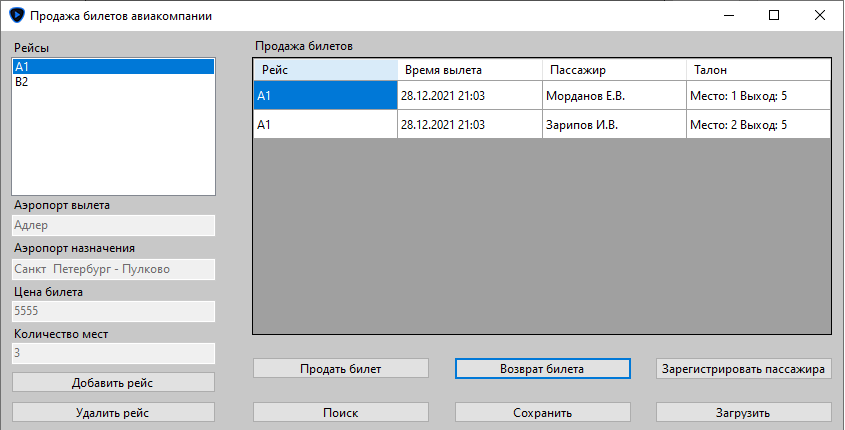 Продажа билетов авиакомпании
Рейсы
A1
B2
Аэропорт вылета
Адлер
Аэропорт назначения
Санкт Петербург - Пулково
Цена билета
5555
Количество мест
3
Добавить рейс
Удалить рейс
Продажа билетов
Рейс Время вылета Пассажир Талон
A1 28.12.2021 21:03 Морданов Е.В. Место: 1 Выход: 5
A1 28.12.2021 21:03 Зарипов И.В. Место: 2 Выход: 5
Продать билет Возврат билета Зарегистрировать пассажира
Поиск Сохранить Загрузить